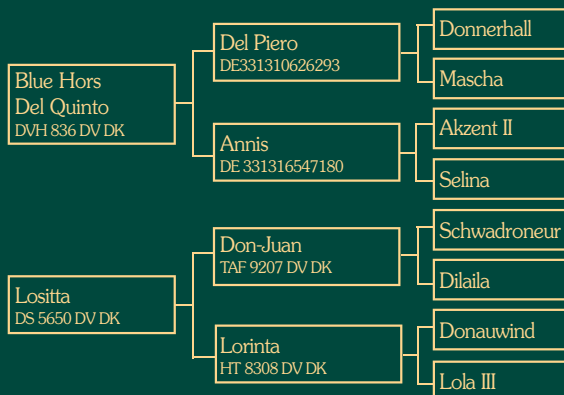 Blue Hors
Del Quinto
DVH 836 DV DK
Del Piero
DE331310626293
Donnerhall
Mascha
Annis
DE 331316547180
Akzent II
Selina
Lositta
DS 5650 DV DK
Don-Juan
TAF 9207 DV DK
Schwadroneur
Dilaila
Lorinta
HT 8308 DV DK
Donauwind
Lola III